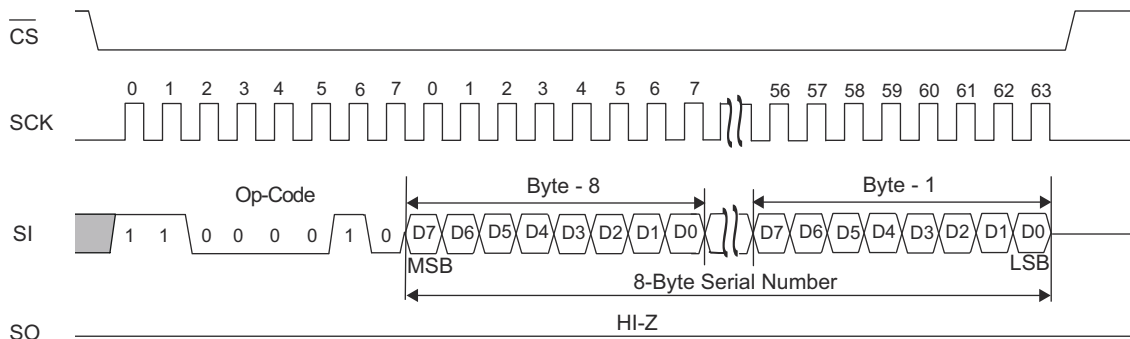 CS
0 1 2 3 4 5 6 7 0 1 2 3 4 5 6 7 56 57 58 59 60 61 62 63
SCK
Op-Code Byte - 8 Byte - 1
SI 1 1 0 0 0 0 1 0 D7 D6 D5 D4 D3 D2 D1 D0 D7 D6 D5 D4 D3 D2 D1 D0
MSB LSB
8-Byte Serial Number
HI-Z
SO